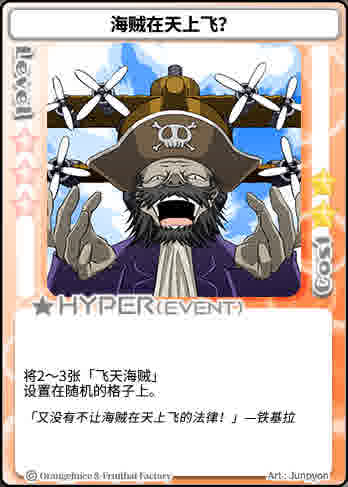 海贼在天上飞?
Level
Cost
HYPER(EVENT)
将2～3张「飞天海贼」
设置在随机的格子上。
「又没有不让海贼在天上飞的法律！」—铁基拉
© OrangeJuice & Fruitbat Factory
Art : Junpyon